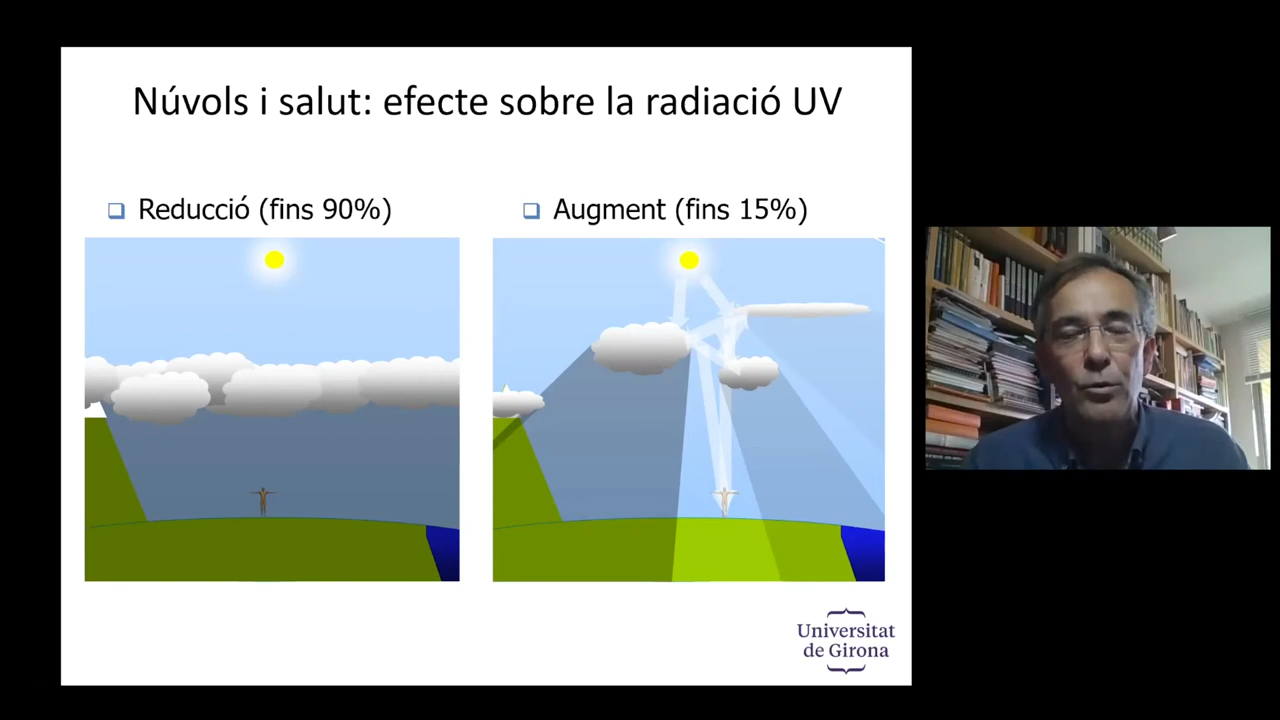 Núvols i salut: efecte sobre la radiació UV
Reducció (fins 90%)
Augment (fins 15%)
Universitat
de Girona